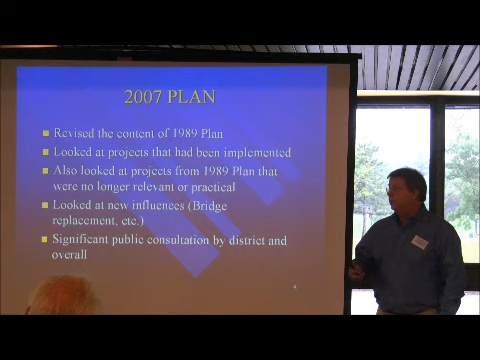 2007 PLAN
Revised the content of 1989 Plan
Looked at projects that had been implemented
Also looked at projects from 1989 Plan that
were no longer relevant or practical
Looked at new influences (Bridge
replacement, etc.)
Significant public consultation by district and
overall